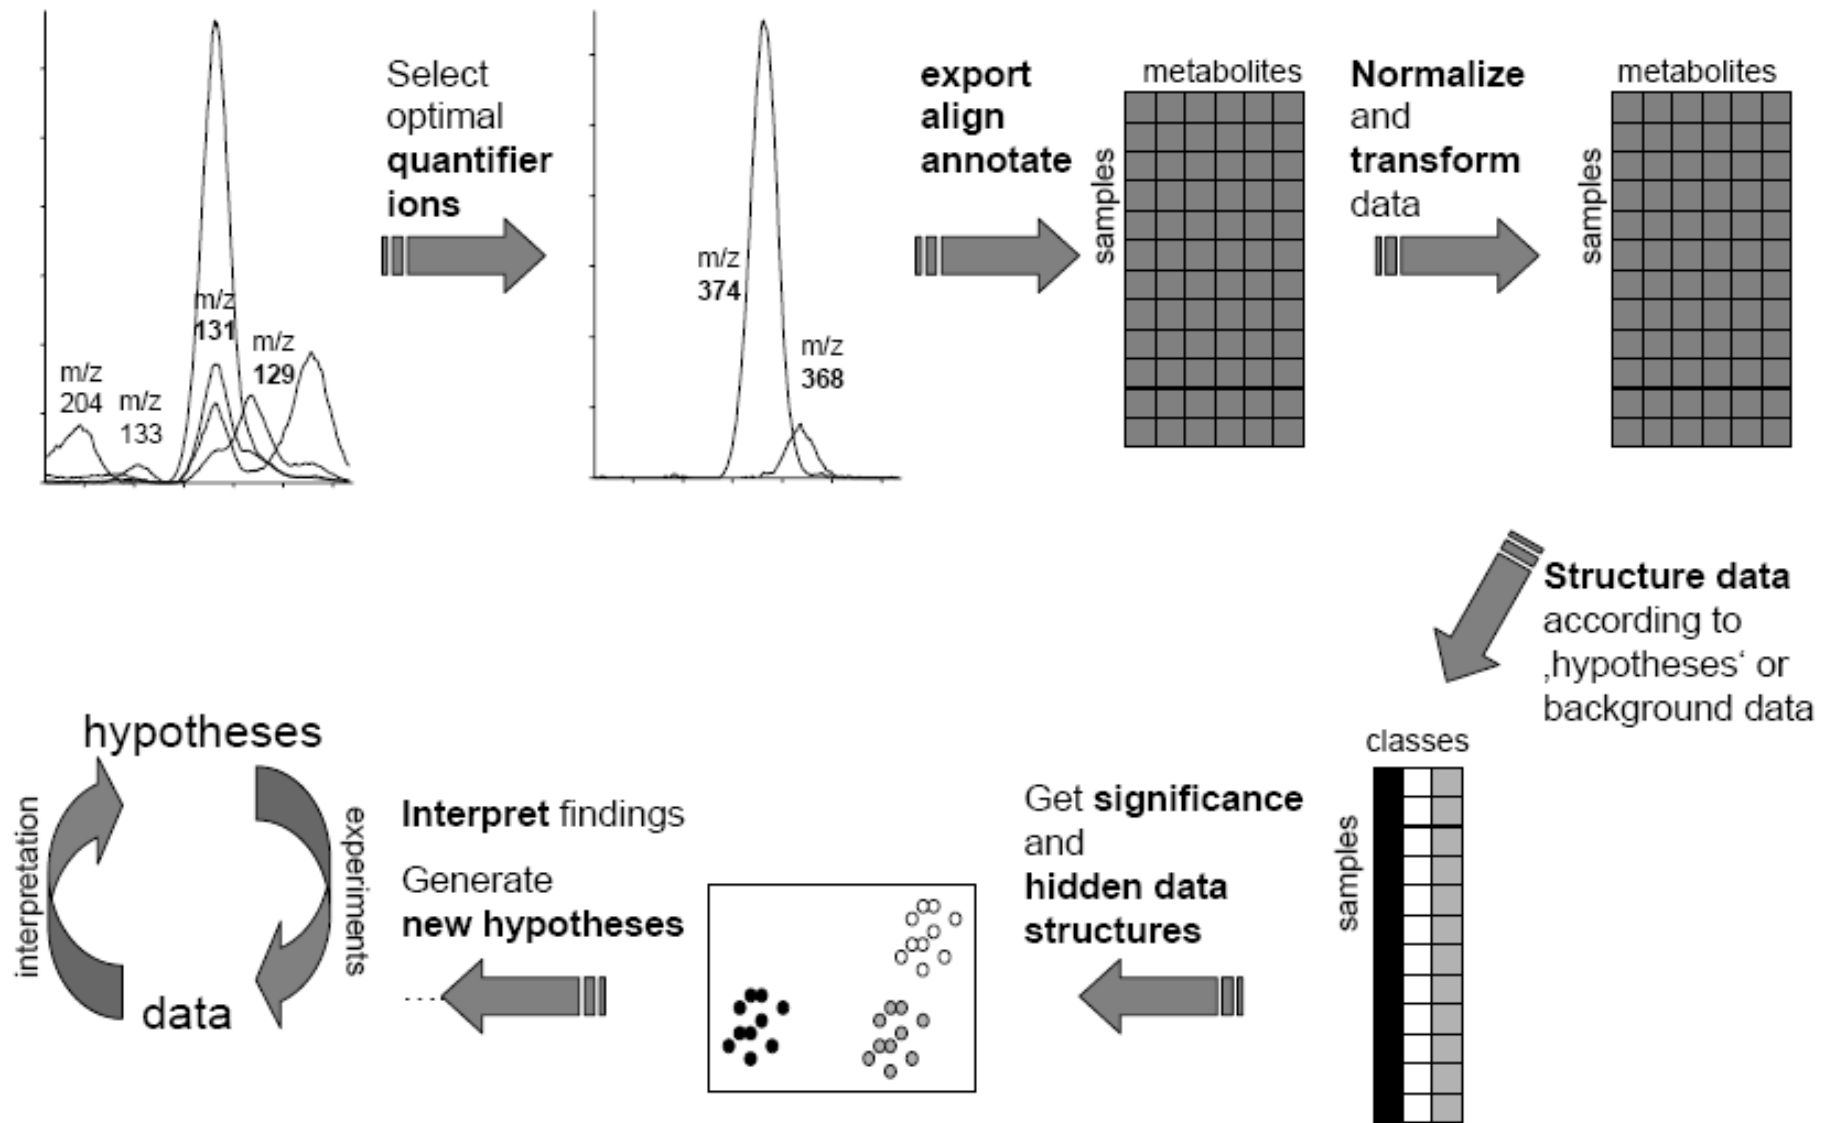 Select
optimal
quantifier
ions
m/z
204
m/z
133
m/z
131
m/z
129
m/z
374
m/z
368
export
align
annotate
metabolites
samples
Normalize
and
transform
data
metabolites
samples
Structure data
according to
‚hypotheses‘ or
background data
classes
samples
Get significance
and
hidden data
structures
Interpret findings
Generate
new hypotheses
hypotheses
interpretation
experiments
data